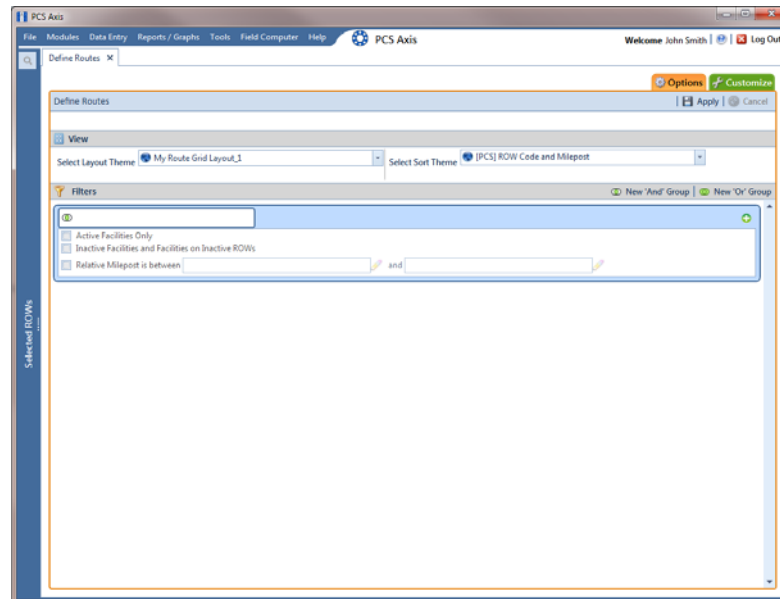 PCS Axis
File Modules Data Entry Reports / Graphs Tools Field Computer Help PCS Axis Welcome John Smith | | Log Out
Define Routes
Options Customize
Define Routes | Apply | Cancel
View
Select Layout Theme My Route Grid Layout_1 Select Sort Theme [PCS] ROW Code and Milepost
Filters New 'And' Group | New 'Or' Group
Active Facilities Only
Inactive Facilities and Facilities on Inactive ROWs
Relative Milepost is between and
Selected ROWs